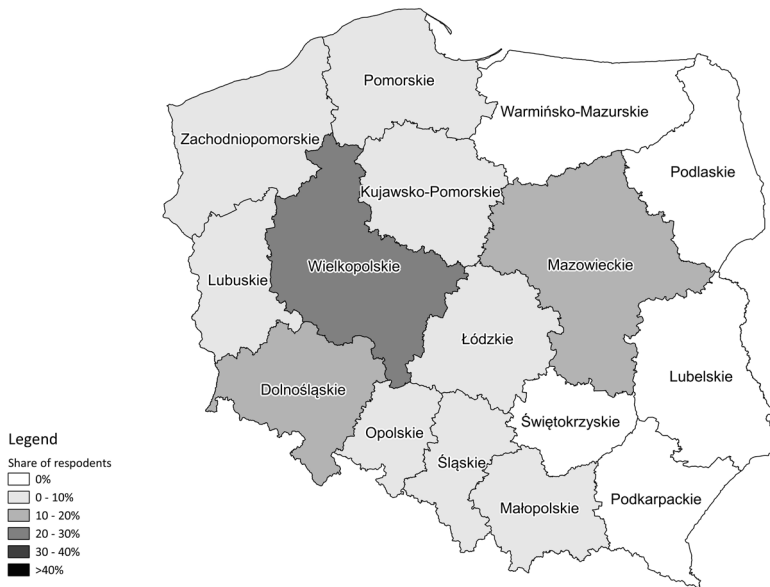 Pomorskie
Warmińsko-Mazurskie
Zachodniopomorskie
Podlaskie
Kujawsko-Pomorskie
Wielkopolskie
Mazowieckie
Lubuskie
Łódzkie
Lubelskie
Dolnośląskie
Świętokrzyskie
Opolskie
Śląskie
Małopolskie
Podkarpackie
Legend
Share of respodents
0%
0 - 10%
10 - 20%
20 - 30%
30 - 40%
>40%